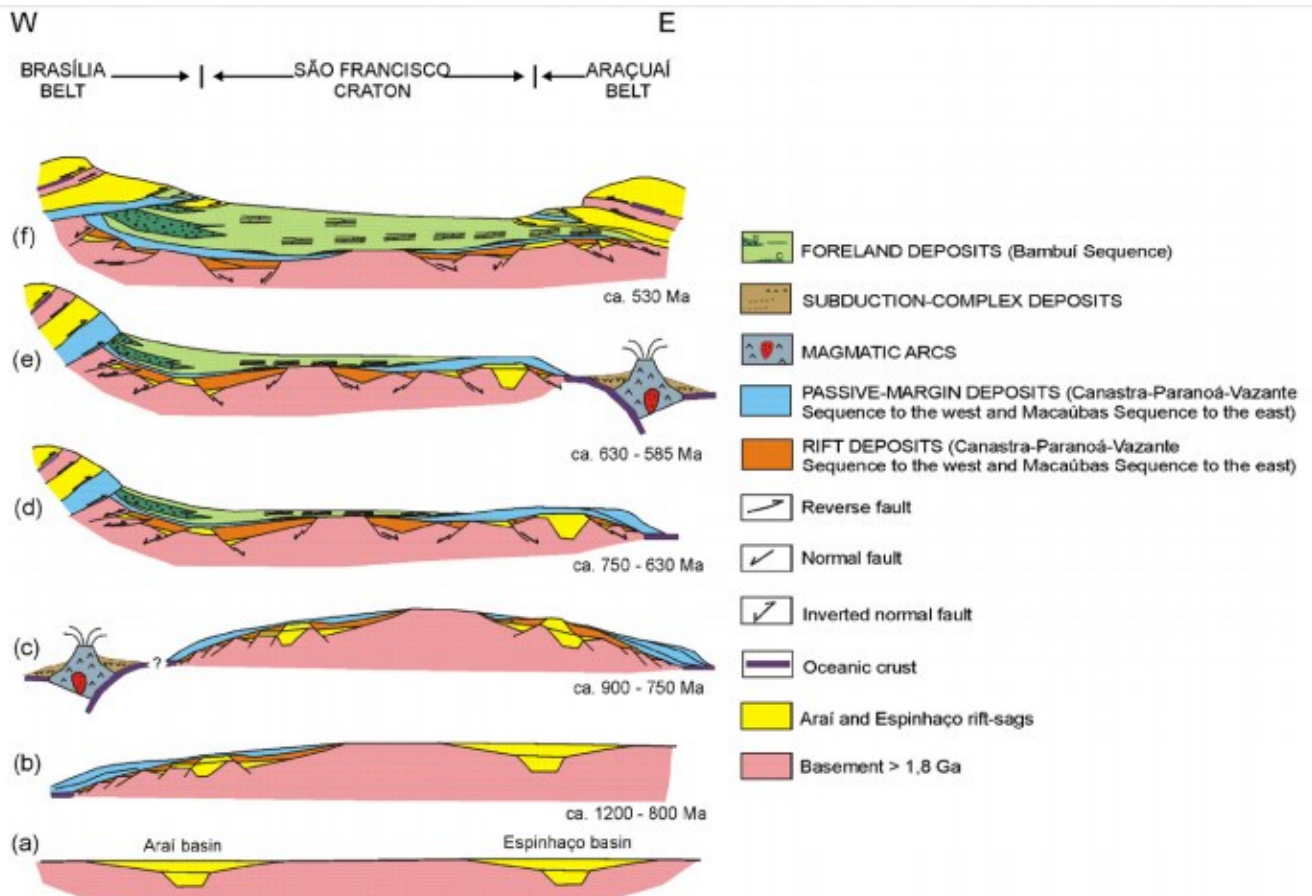 W
E
BRASÍLIA
BELT
SÃO FRANCISCO
CRATON
ARAÇUAÍ
BELT
(f)
ca. 530 Ma
(e)
ca. 630 - 585 Ma
(d)
ca. 750 - 630 Ma
(c)
?
ca. 900 - 750 Ma
(b)
ca. 1200 - 800 Ma
(a)
Araí basin
Espinhaço basin
FORELAND DEPOSITS (Bambuí Sequence)
SUBDUCTION-COMPLEX DEPOSITS
MAGMATIC ARCS
PASSIVE-MARGIN DEPOSITS (Canastra-Paranoá-Vazante
Sequence to the west and Macaúbas Sequence to the east)
RIFT DEPOSITS (Canastra-Paranoá-Vazante
Sequence to the west and Macaúbas Sequence to the east)
Reverse fault
Normal fault
Inverted normal fault
Oceanic crust
Araí and Espinhaço rift-sags
Basement > 1,8 Ga